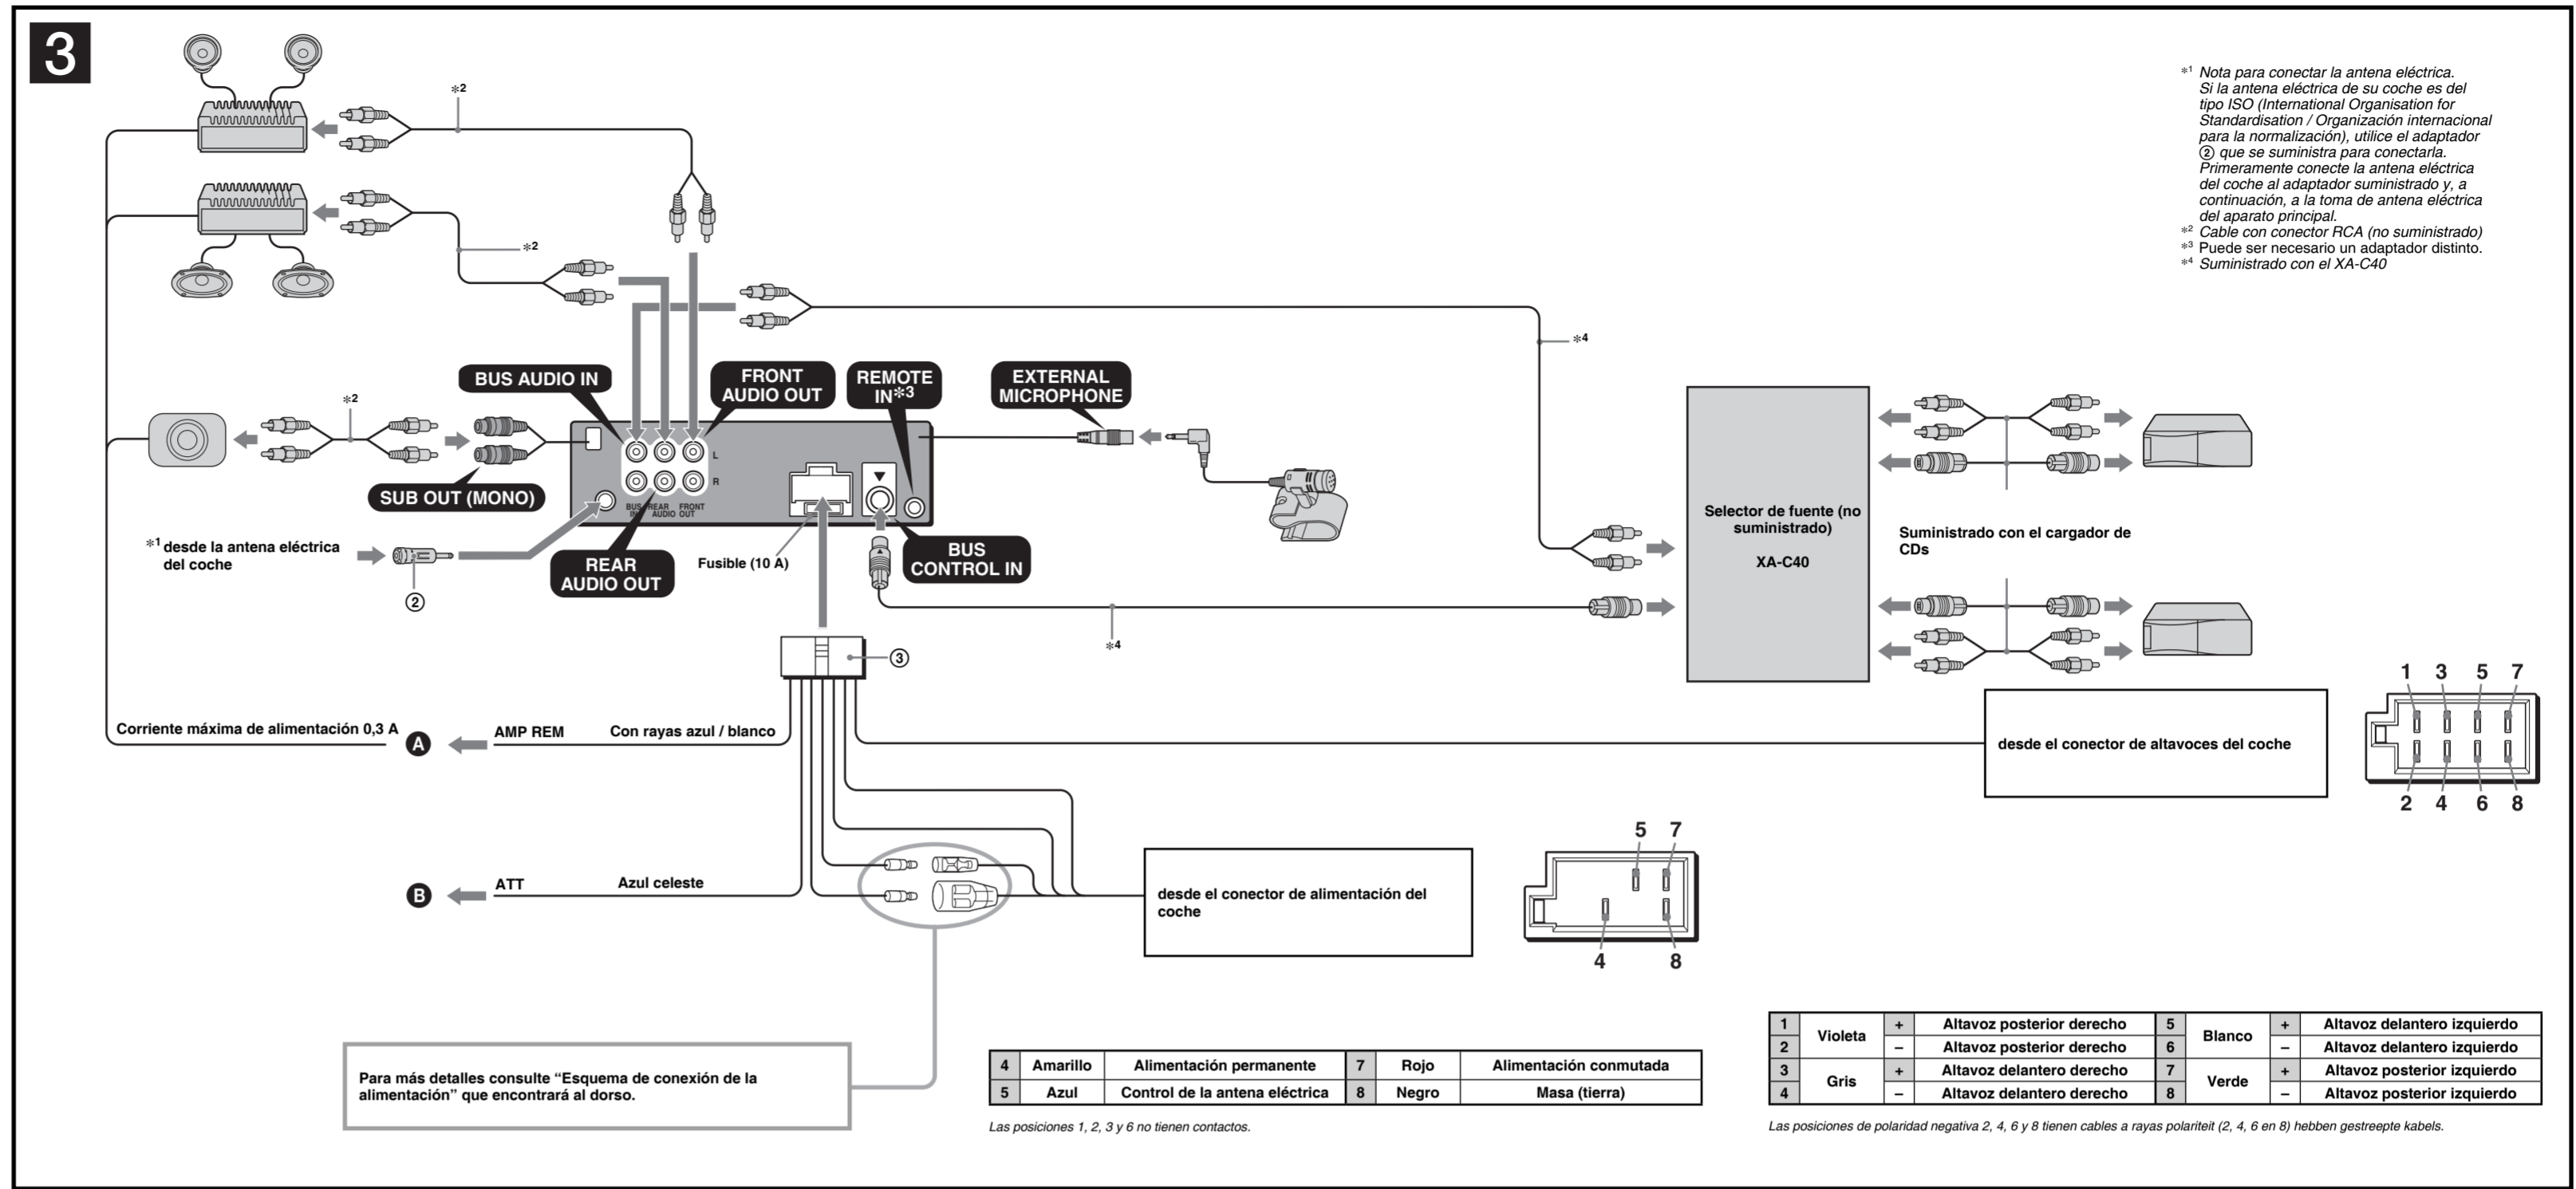 3
*1 Nota para conectar la antena eléctrica.
Si la antena eléctrica de su coche es del
tipo ISO (International Organisation for
Standardisation / Organización internacional
para la normalización), utilice el adaptador
② que se suministra para conectarla.
Primeramente conecte la antena eléctrica
del coche al adaptador suministrado y, a
continuación, a la toma de antena eléctrica
del aparato principal.
*2 Cable con conector RCA (no suministrado)
*3 Puede ser necesario un adaptador distinto.
*4 Suministrado con el XA-C40
*2
*2
*4
*2
BUS AUDIO IN
FRONT
AUDIO OUT
REMOTE
IN*3
EXTERNAL
MICROPHONE
SUB OUT (MONO)
L
R
BUS IN
REAR FRONT
AUDIO OUT
*1 desde la antena eléctrica
del coche
②
REAR
AUDIO OUT
Fusible (10 A)
BUS
CONTROL IN
Selector de fuente (no
suministrado)
XA-C40
Suministrado con el cargador de
CDs
*4
③
Corriente máxima de alimentación 0,3 A
A
AMP REM
Con rayas azul / blanco
desde el conector de altavoces del coche
1 3 5 7
2 4 6 8
B
ATT
Azul celeste
desde el conector de alimentación del
coche
5 7
4 8
Para más detalles consulte “Esquema de conexión de la
alimentación” que encontrará al dorso.
4 Amarillo Alimentación permanente 7 Rojo Alimentación conmutada
5 Azul Control de la antena eléctrica 8 Negro Masa (tierra)
Las posiciones 1, 2, 3 y 6 no tienen contactos.
1 Violeta + Altavoz posterior derecho 5 Blanco + Altavoz delantero izquierdo
2 – Altavoz posterior derecho 6 – Altavoz delantero izquierdo
3 Gris + Altavoz delantero derecho 7 Verde + Altavoz posterior izquierdo
4 – Altavoz delantero derecho 8 – Altavoz posterior izquierdo
Las posiciones de polaridad negativa 2, 4, 6 y 8 tienen cables a rayas polariteit (2, 4, 6 en 8) hebben gestreepte kabels.